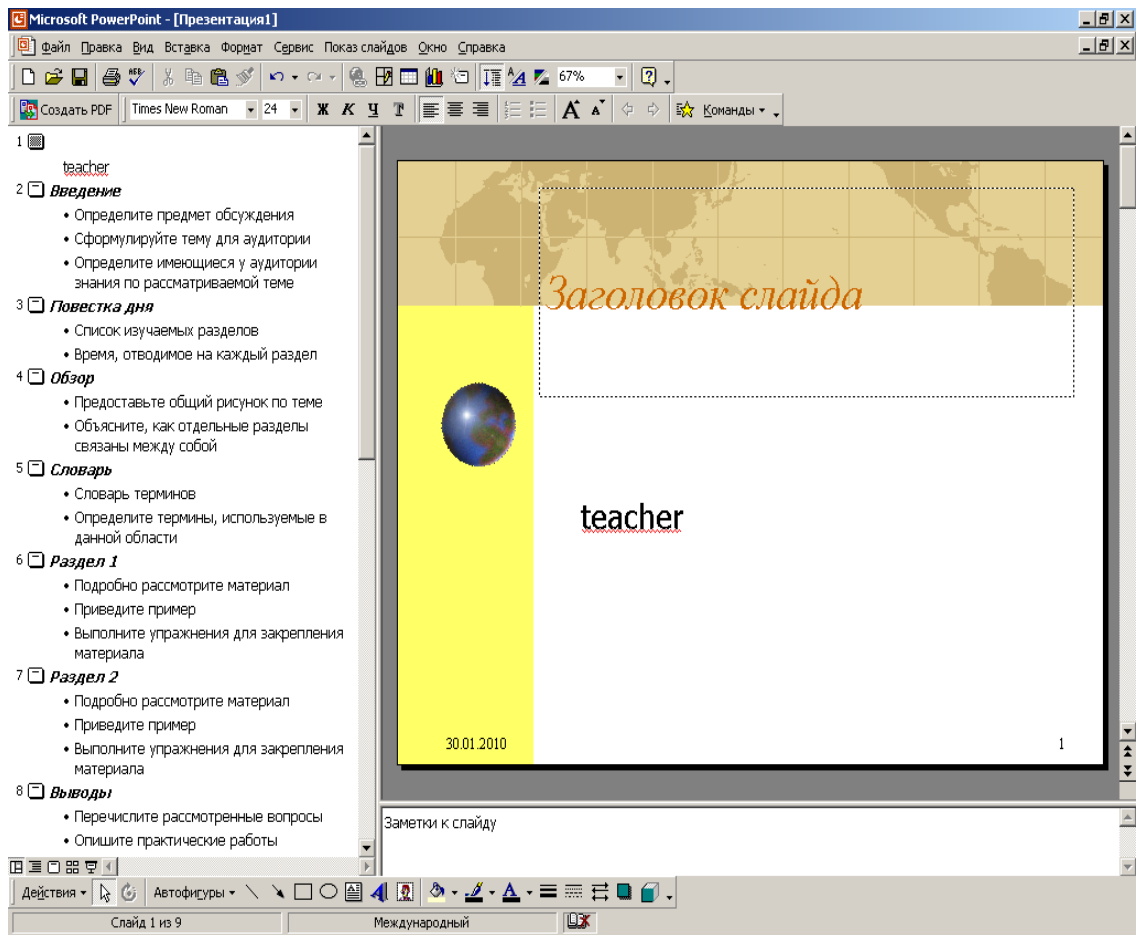 Microsoft PowerPoint - [Презентация1]
Файл Правка Вид Вставка Формат Сервис Показ слайдов Окно Справка
67%
Создать PDF Times New Roman 24 Ж К Ч Т Команды
1
teacher
2 Введение
• Определите предмет обсуждения
• Сформулируйте тему для аудитории
• Определите имеющиеся у аудитории
знания по рассматриваемой теме
3 Повестка дня
• Список изучаемых разделов
• Время, отводимое на каждый раздел
4 Обзор
• Предоставьте общий рисунок по теме
• Объясните, как отдельные разделы
связаны между собой
5 Словарь
• Словарь терминов
• Определите термины, используемые в
данной области
6 Раздел 1
• Подробно рассмотрите материал
• Приведите пример
• Выполните упражнения для закрепления
материала
7 Раздел 2
• Подробно рассмотрите материал
• Приведите пример
• Выполните упражнения для закрепления
материала
8 Выводы
• Перечислите рассмотренные вопросы
• Опишите практические работы
Заголовок слайда
teacher
30.01.2010 1
Заметки к слайду
Действия Автофигуры
Слайд 1 из 9 Международный